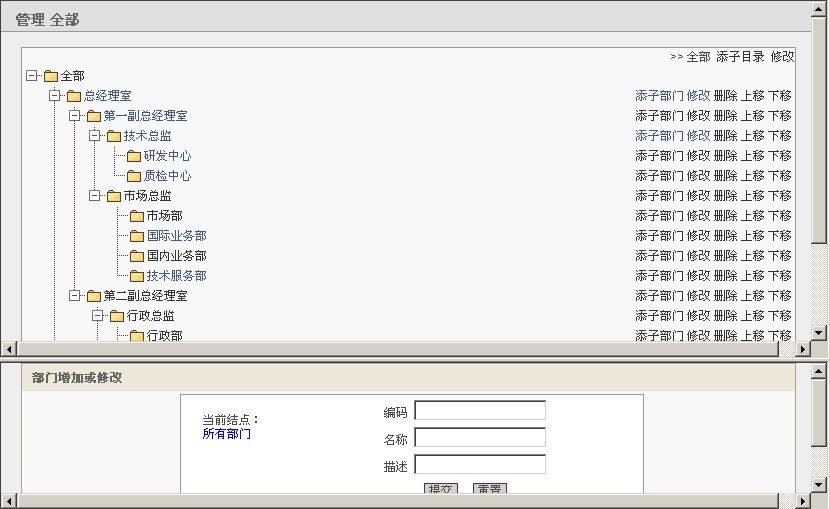 管理 全部
>> 全部 添子目录 修改
全部
总经理室 添子部门 修改 删除 上移 下移
第一副总经理室 添子部门 修改 删除 上移 下移
技术总监 添子部门 修改 删除 上移 下移
研发中心 添子部门 修改 删除 上移 下移
质检中心 添子部门 修改 删除 上移 下移
市场总监 添子部门 修改 删除 上移 下移
市场部 添子部门 修改 删除 上移 下移
国际业务部 添子部门 修改 删除 上移 下移
国内业务部 添子部门 修改 删除 上移 下移
技术服务部 添子部门 修改 删除 上移 下移
第二副总经理室 添子部门 修改 删除 上移 下移
行政总监 添子部门 修改 删除 上移 下移
行政部 添子部门 修改 删除 上移 下移
部门增加或修改
当前结点：
所有部门
编码
名称
描述
提交 重置